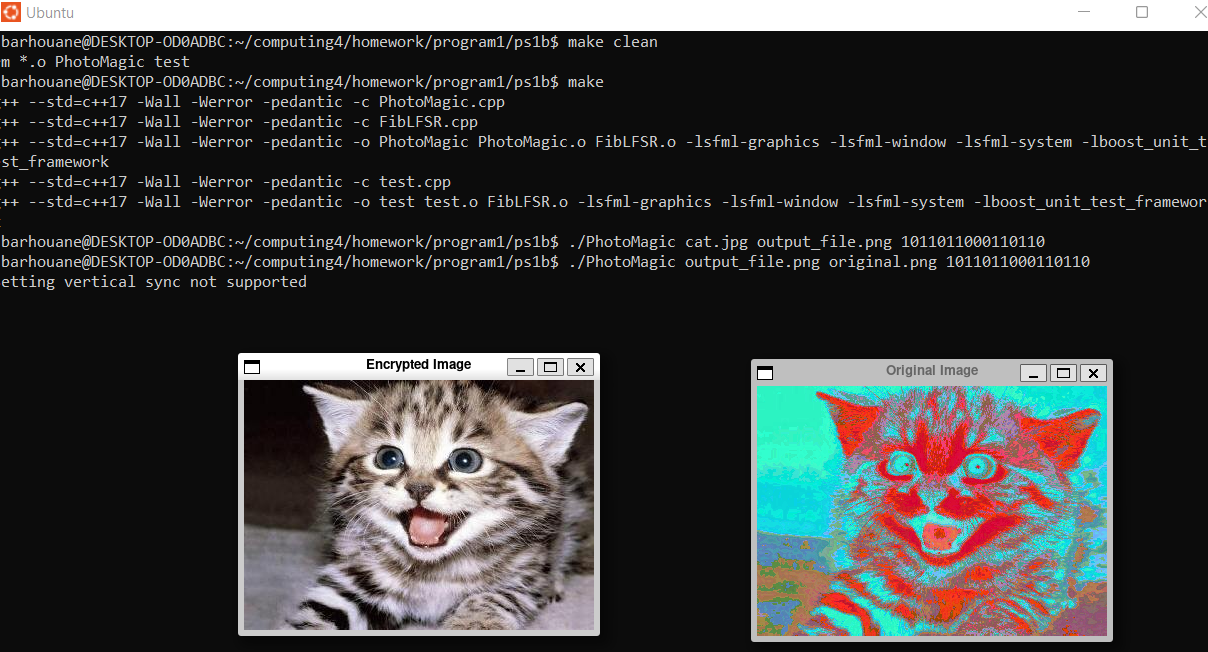 Ubuntu
barhouane@DESKTOP-OD0ADBC:~/computing4/homework/program1/ps1b$ make clean
m *.o PhotoMagic test
barhouane@DESKTOP-OD0ADBC:~/computing4/homework/program1/ps1b$ make
++ --std=c++17 -Wall -Werror -pedantic -c PhotoMagic.cpp
++ --std=c++17 -Wall -Werror -pedantic -c FibLFSR.cpp
++ --std=c++17 -Wall -Werror -pedantic -o PhotoMagic PhotoMagic.o FibLFSR.o -lsfml-graphics -lsfml-window -lsfml-system -lboost_unit_t
st_framework
++ --std=c++17 -Wall -Werror -pedantic -c test.cpp
++ --std=c++17 -Wall -Werror -pedantic -o test test.o FibLFSR.o -lsfml-graphics -lsfml-window -lsfml-system -lboost_unit_test_framewor
barhouane@DESKTOP-OD0ADBC:~/computing4/homework/program1/ps1b$ ./PhotoMagic cat.jpg output_file.png 1011011000110110
barhouane@DESKTOP-OD0ADBC:~/computing4/homework/program1/ps1b$ ./PhotoMagic output_file.png original.png 1011011000110110
etting vertical sync not supported
Encrypted Image
Original Image